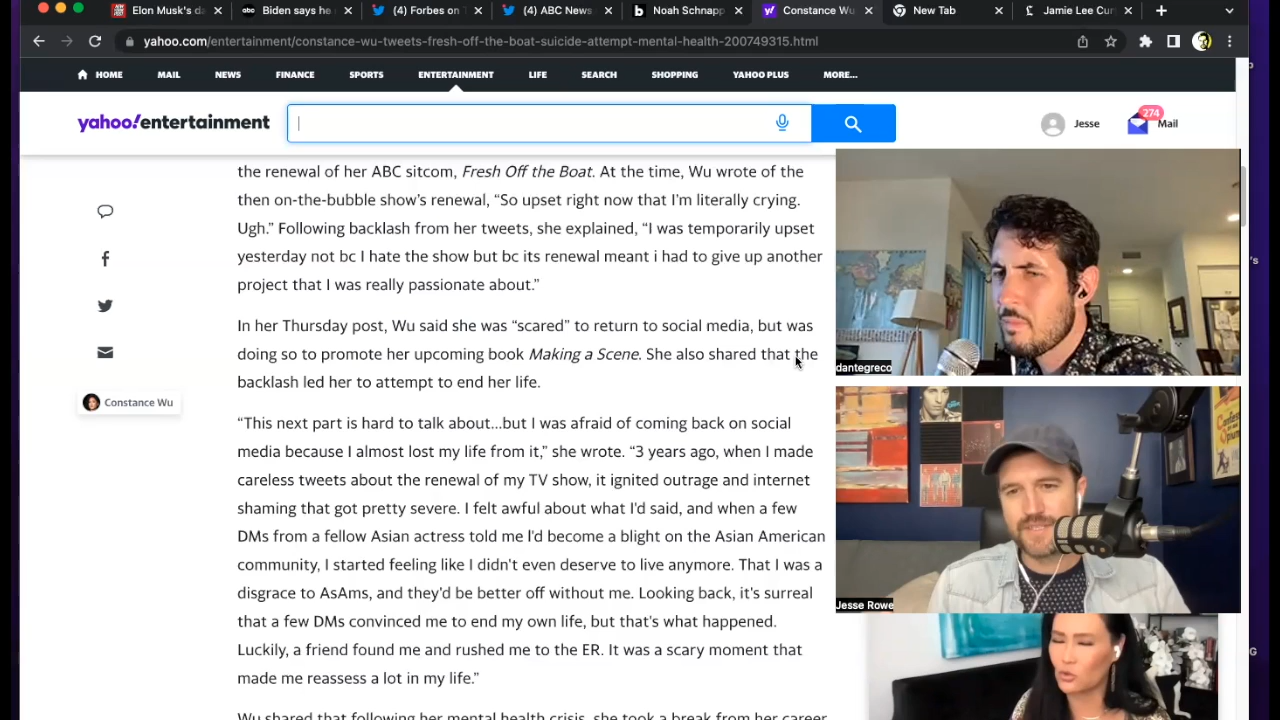 Elon Musk's da
Biden says he
(4) Forbes on
(4) ABC News
Noah Schnapp
Constance Wu
New Tab
Jamie Lee Cur
yahoo.com/entertainment/constance-wu-tweets-fresh-off-the-boat-suicide-attempt-mental-health-200749315.html
HOME MAIL NEWS FINANCE SPORTS ENTERTAINMENT LIFE SEARCH SHOPPING YAHOO PLUS MORE...
yahoo!entertainment
Jesse
274
Mail
the renewal of her ABC sitcom, Fresh Off the Boat. At the time, Wu wrote of the
then on-the-bubble show's renewal, “So upset right now that I'm literally crying.
Ugh.” Following backlash from her tweets, she explained, “I was temporarily upset
yesterday not bc I hate the show but bc its renewal meant i had to give up another
project that I was really passionate about.”
In her Thursday post, Wu said she was “scared” to return to social media, but was
doing so to promote her upcoming book Making a Scene. She also shared that the
backlash led her to attempt to end her life.
“This next part is hard to talk about...but I was afraid of coming back on social
media because I almost lost my life from it,” she wrote. “3 years ago, when I made
careless tweets about the renewal of my TV show, it ignited outrage and internet
shaming that got pretty severe. I felt awful about what I'd said, and when a few
DMs from a fellow Asian actress told me I'd become a blight on the Asian American
community, I started feeling like I didn't even deserve to live anymore. That I was a
disgrace to AsAms, and they'd be better off without me. Looking back, it's surreal
that a few DMs convinced me to end my own life, but that's what happened.
Luckily, a friend found me and rushed me to the ER. It was a scary moment that
made me reassess a lot in my life.”
Wu shared that following her mental health crisis, she took a break from her career
Constance Wu
dantegreco
Jesse Rowe